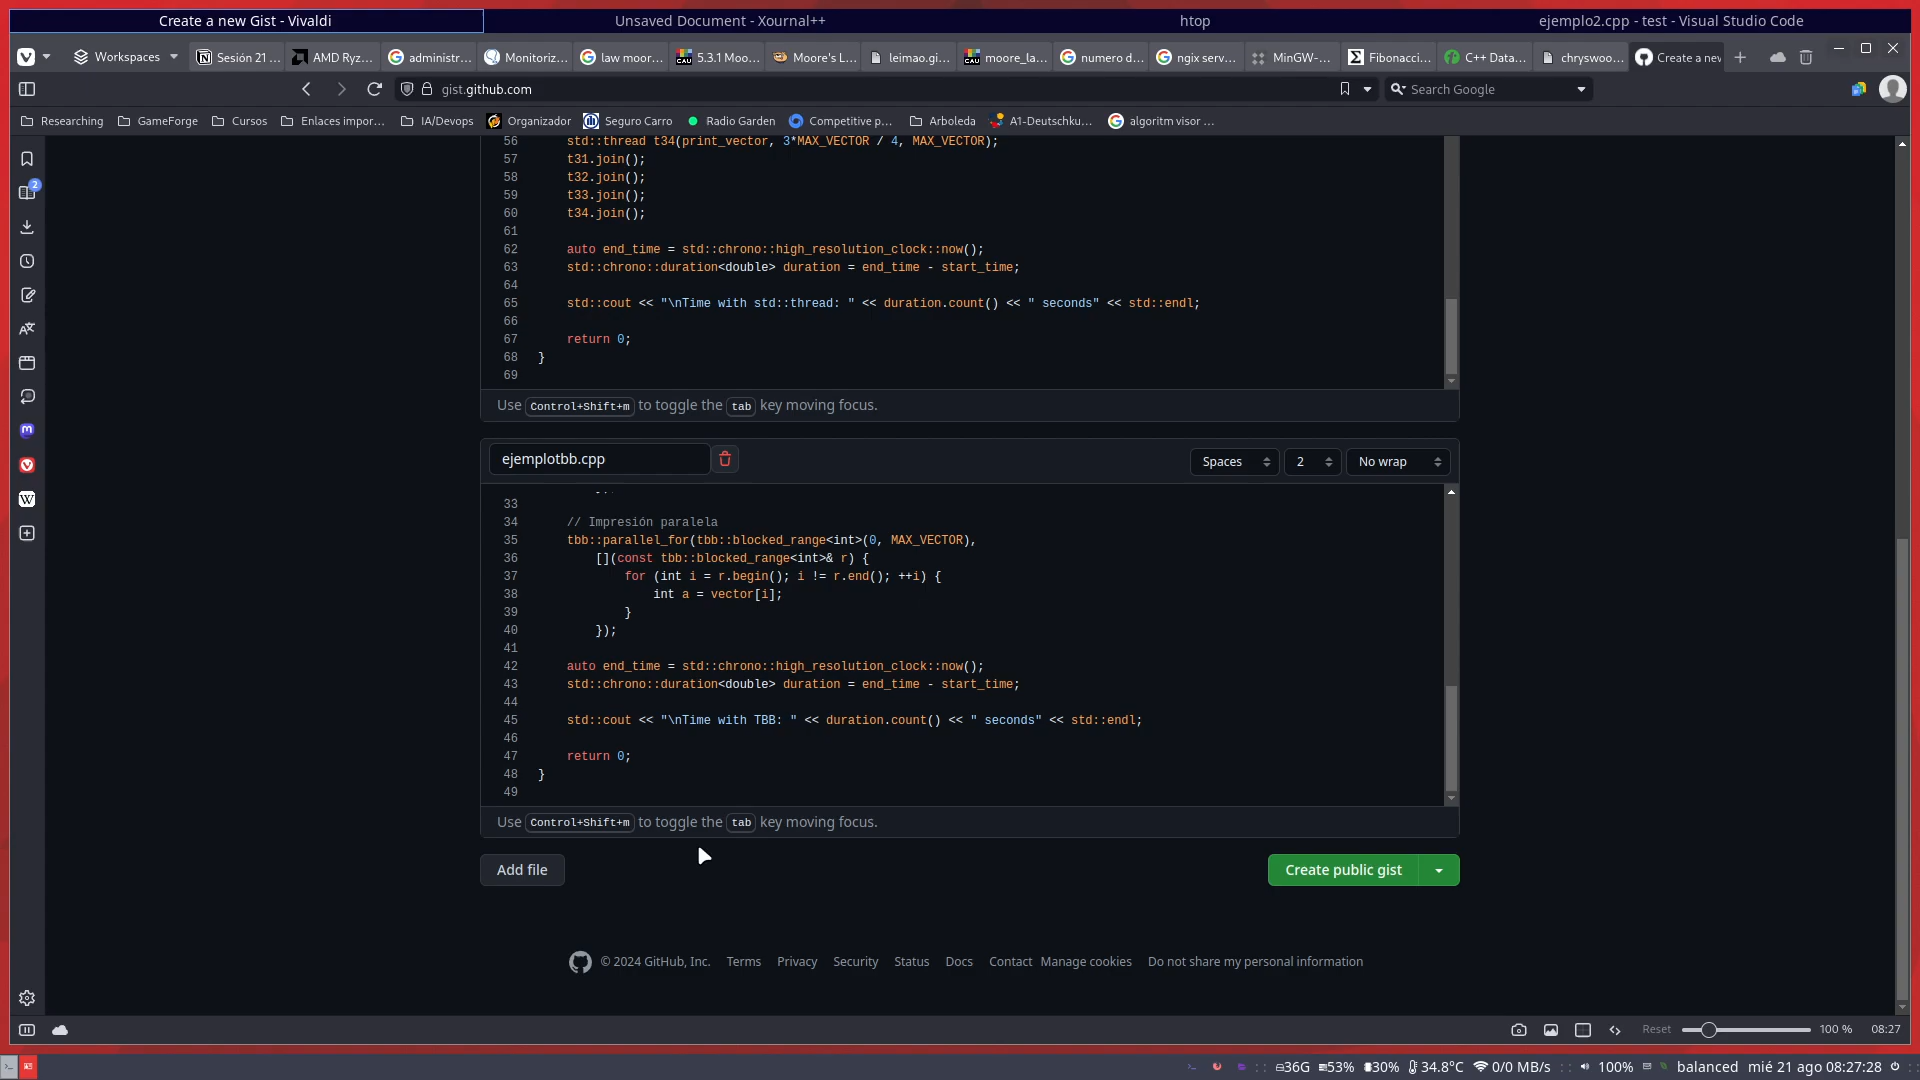 Create a new Gist - Vivaldi
Unsaved Document - Xournal++
htop
ejemplo2.cpp - test - Visual Studio Code
Workspaces
Sesión 21 ...
AMD Ryz...
administr...
Monitoriz...
law moor...
5.3.1 Moo...
Moore's L...
leimao.gi...
moore_la...
numero d...
ngix serv...
MinGW-...
Fibonacci...
C++ Data...
chryswoo...
Create a new
gist.github.com
Search Google
Researching
GameForge
Cursos
Enlaces impor...
IA/Devops
Organizador
Seguro Carro
Radio Garden
Competitive p...
Arboleda
A1-Deutschku...
algoritm visor ...
2
56 std::thread t34(print_vector, 3*MAX_VECTOR / 4, MAX_VECTOR);
57 t31.join();
58 t32.join();
59 t33.join();
60 t34.join();
61
62 auto end_time = std::chrono::high_resolution_clock::now();
63 std::chrono::duration<double> duration = end_time - start_time;
64
65 std::cout << "\nTime with std::thread: " << duration.count() << " seconds" << std::endl;
66
67 return 0;
68 }
69
Use Control+Shift+m to toggle the tab key moving focus.
ejemplotbb.cpp
Spaces
2
No wrap
33
34 // Impresión paralela
35 tbb::parallel_for(tbb::blocked_range<int>(0, MAX_VECTOR),
36 [](const tbb::blocked_range<int>& r) {
37 for (int i = r.begin(); i != r.end(); ++i) {
38 int a = vector[i];
39 }
40 });
41
42 auto end_time = std::chrono::high_resolution_clock::now();
43 std::chrono::duration<double> duration = end_time - start_time;
44
45 std::cout << "\nTime with TBB: " << duration.count() << " seconds" << std::endl;
46
47 return 0;
48 }
49
Use Control+Shift+m to toggle the tab key moving focus.
Add file
Create public gist
© 2024 GitHub, Inc.
Terms
Privacy
Security
Status
Docs
Contact
Manage cookies
Do not share my personal information
Reset
100 %
08:27
36G
53%
30%
34.8°C
0/0 MB/s
100%
balanced
mié 21 ago 08:27:28